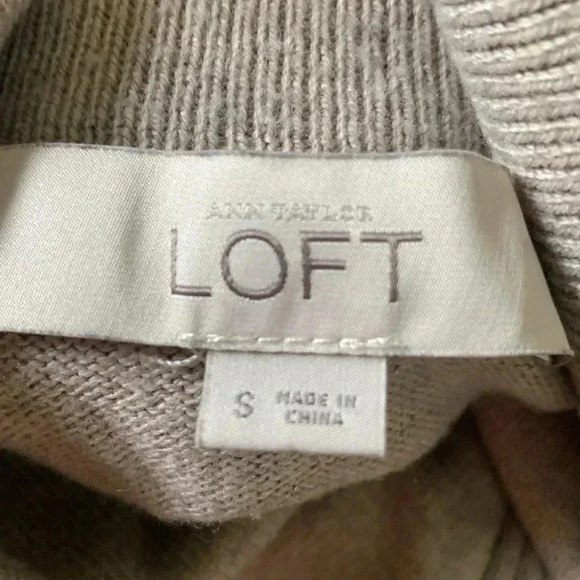 ANN TAYLOR
LOFT
S MADE IN
CHINA